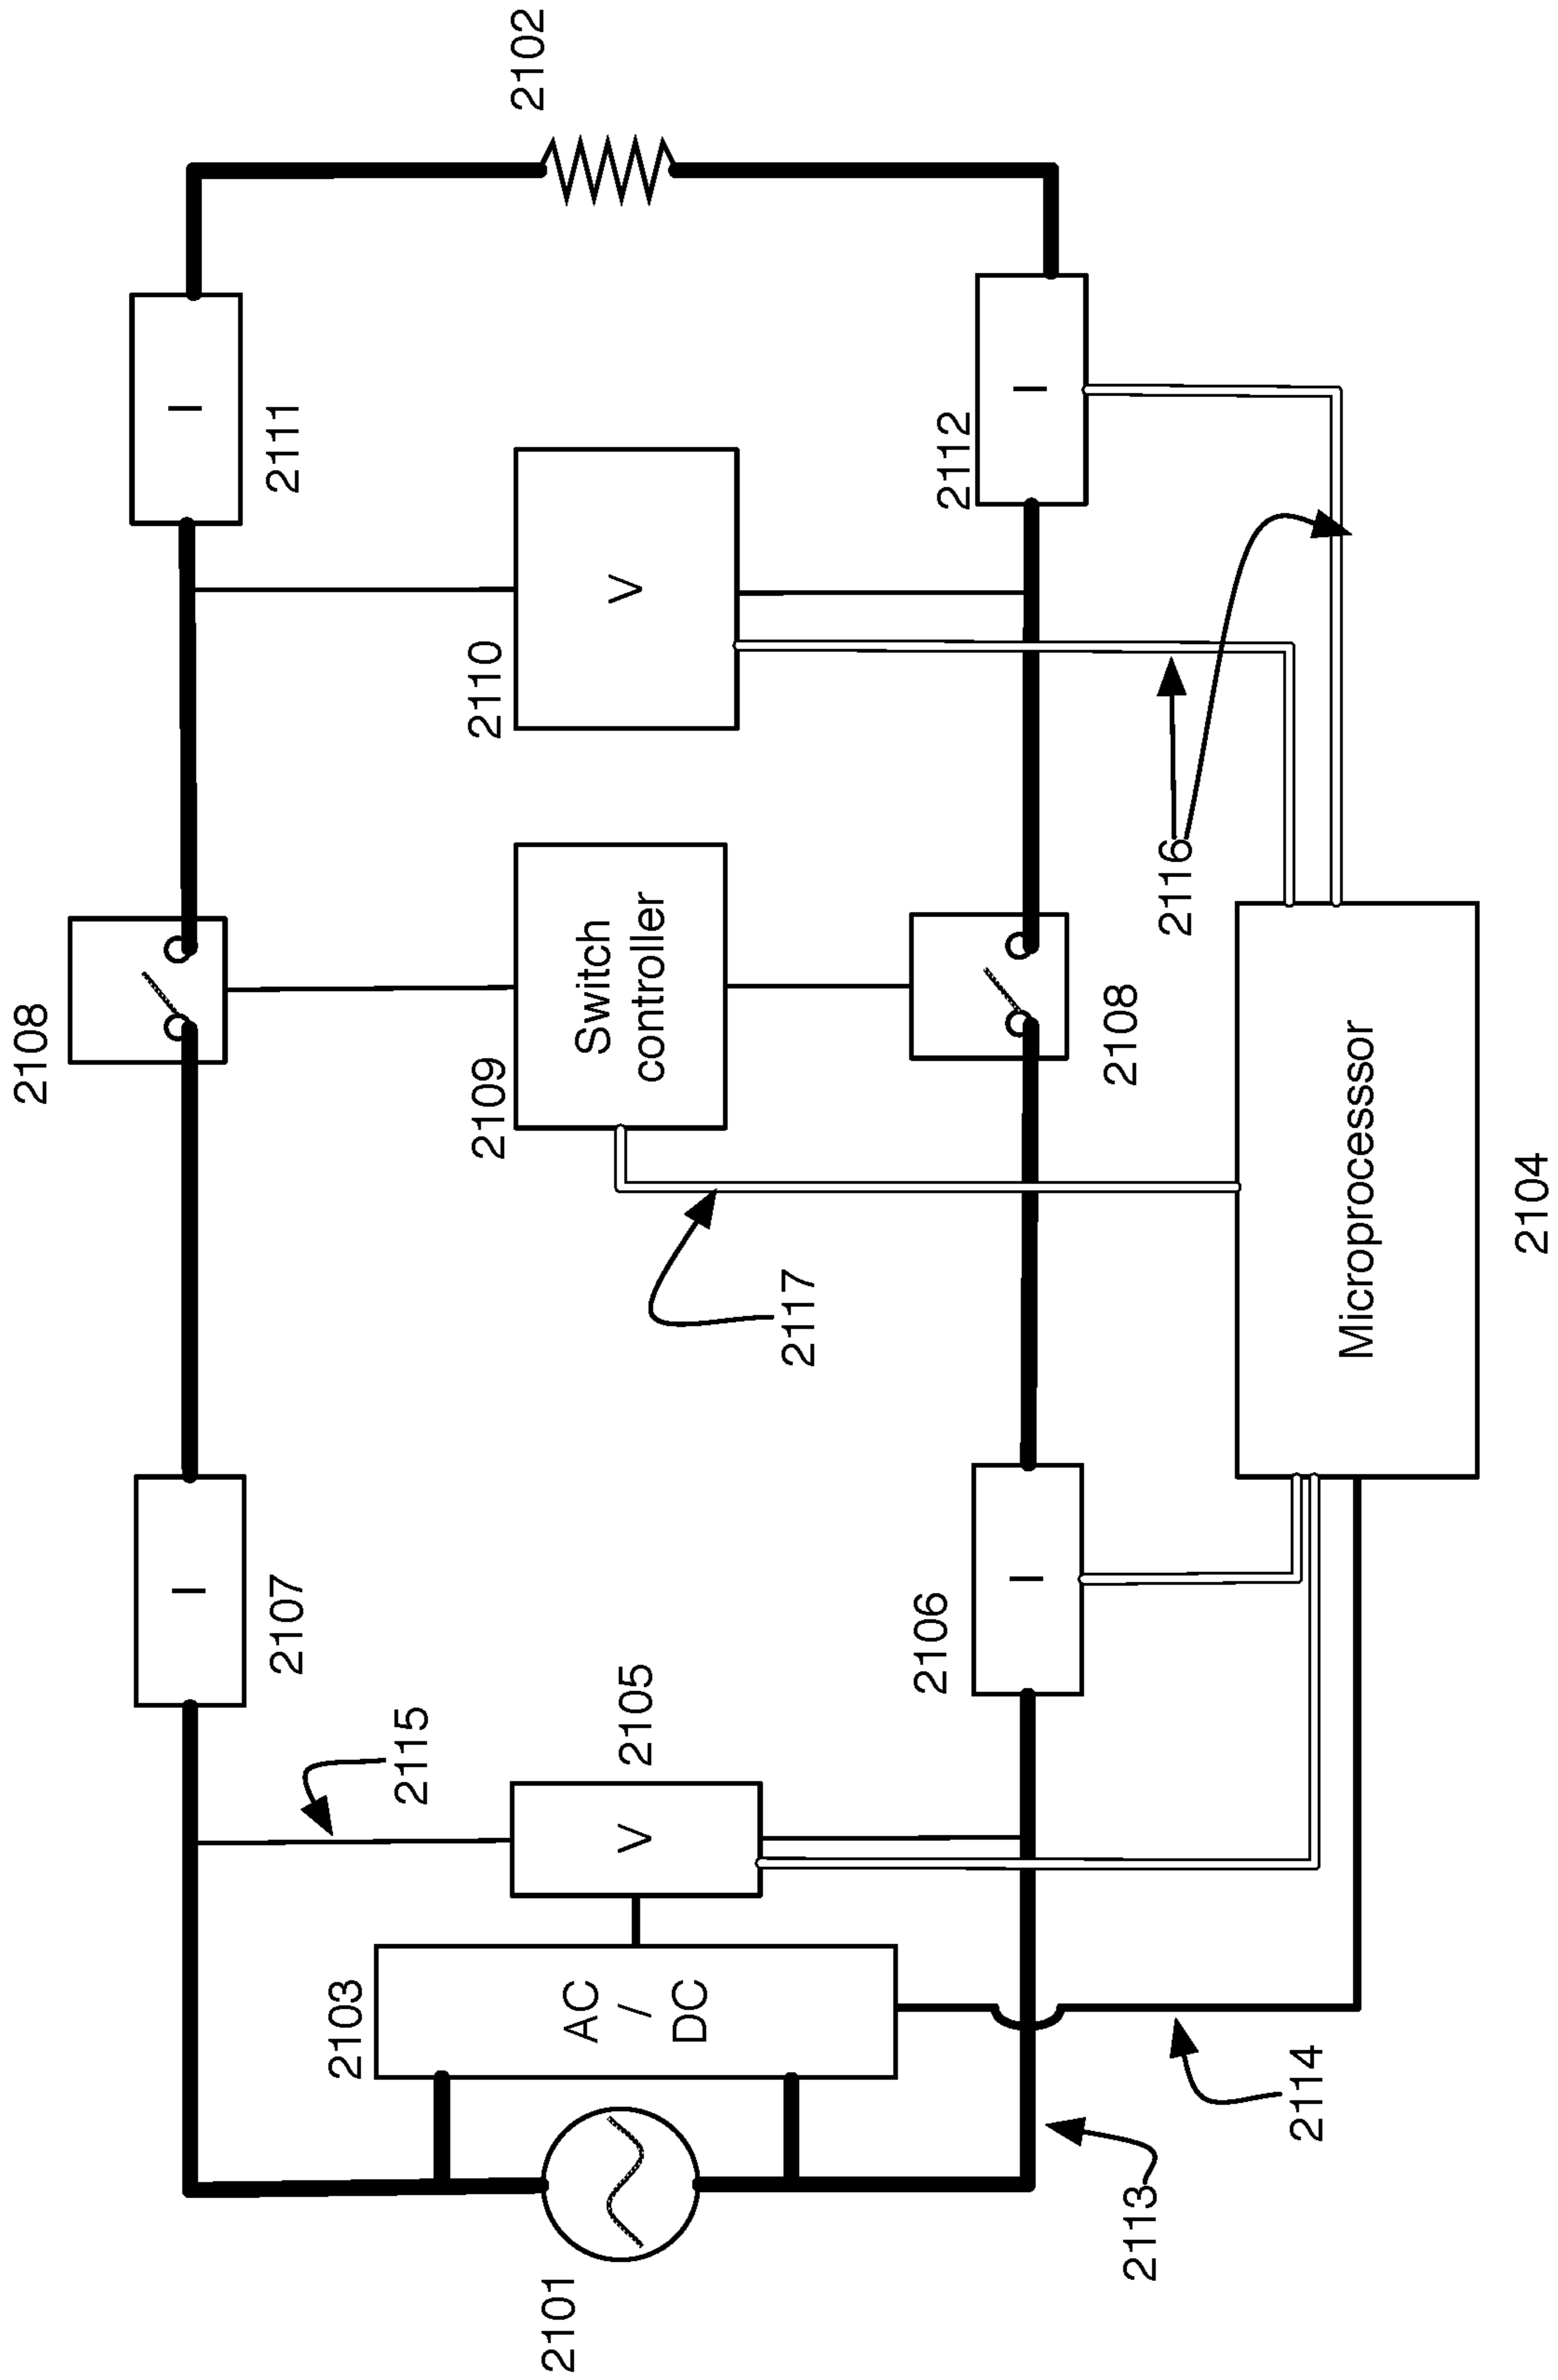 2108
2107
I
2111
I
2102
2115
2103
AC
/
DC
2105
V
2109
Switch
controller
2110
V
2101
2117
2106
I
2108
2112
I
2113
2114
2116
Microprocessor
2104